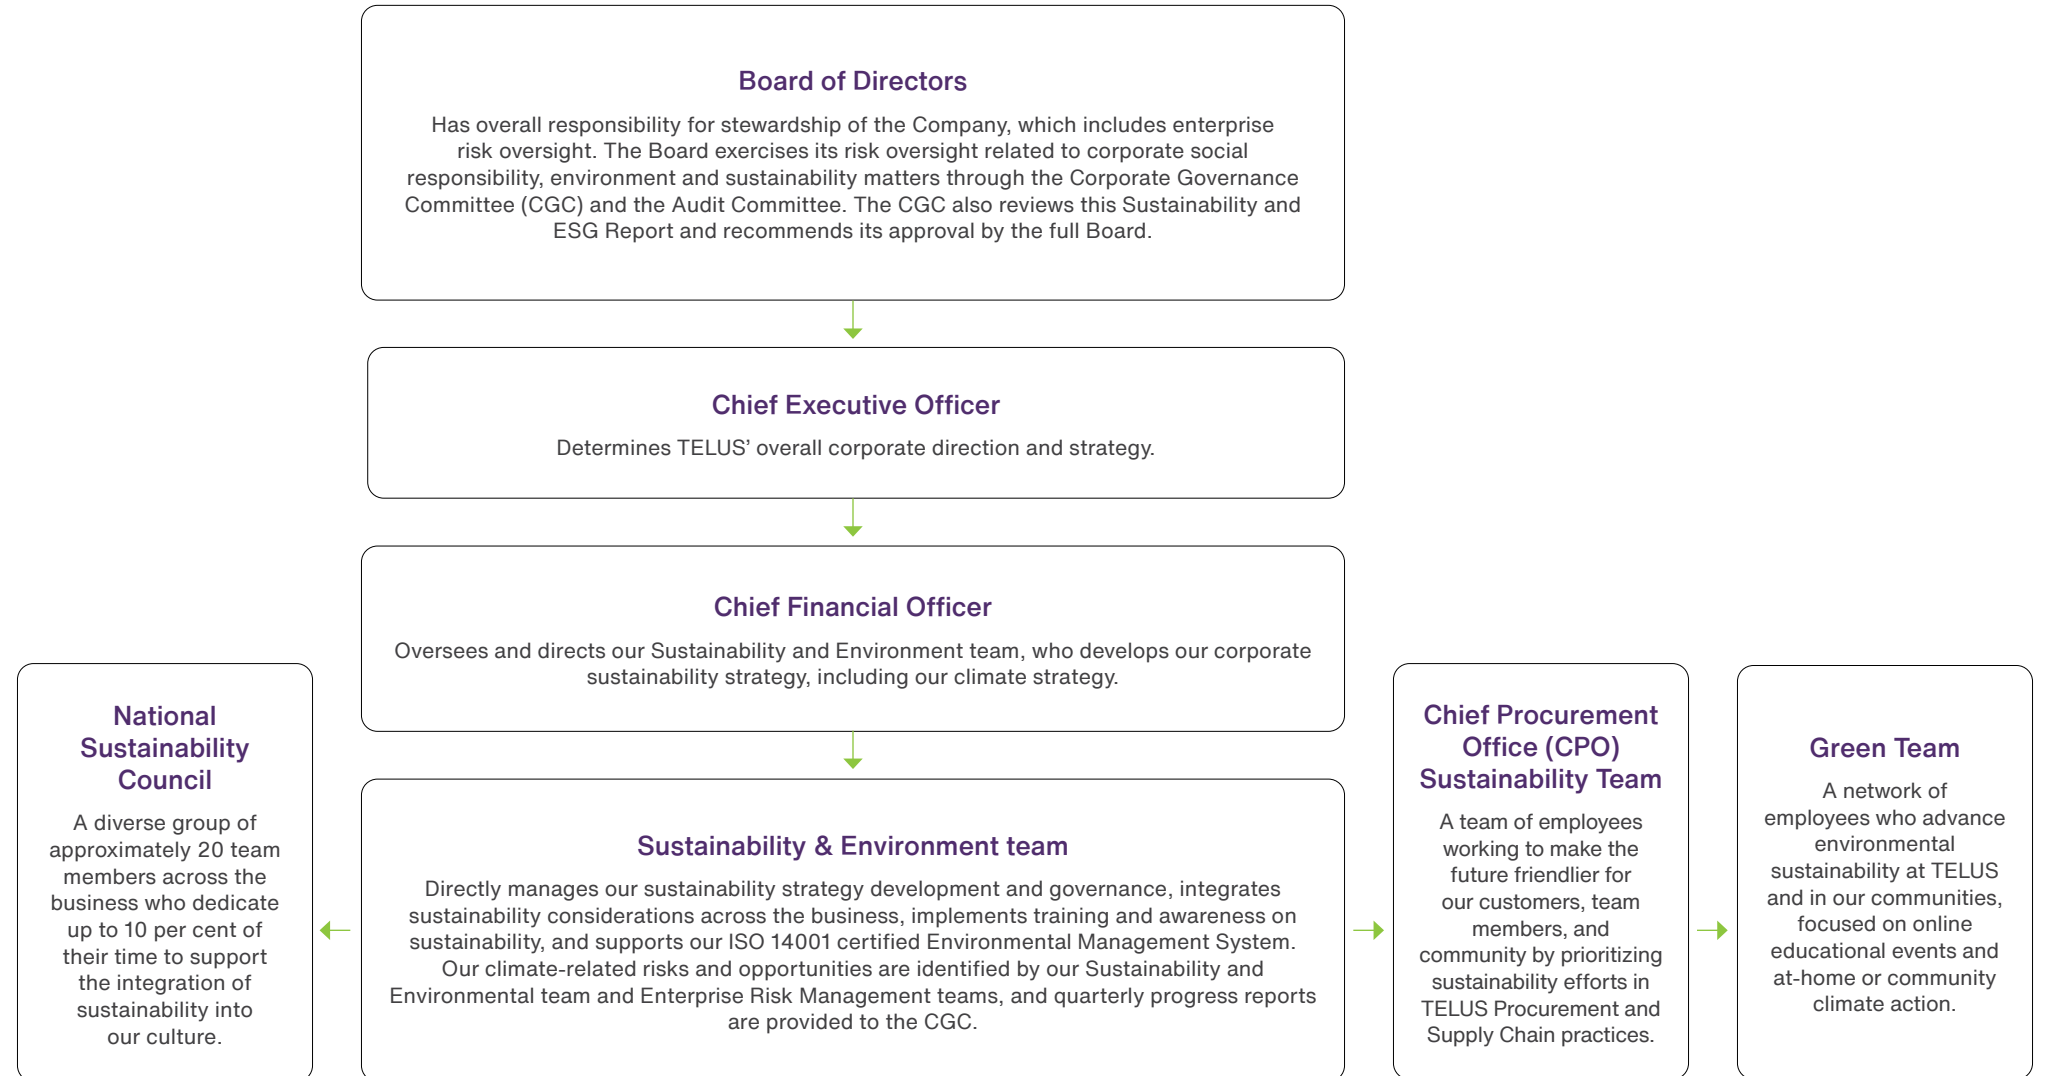 Board of Directors
Has overall responsibility for stewardship of the Company, which includes enterprise
risk oversight. The Board exercises its risk oversight related to corporate social
responsibility, environment and sustainability matters through the Corporate Governance
Committee (CGC) and the Audit Committee. The CGC also reviews this Sustainability and
ESG Report and recommends its approval by the full Board.
Chief Executive Officer
Determines TELUS’ overall corporate direction and strategy.
Chief Financial Officer
Oversees and directs our Sustainability and Environment team, who develops our corporate
sustainability strategy, including our climate strategy.
National
Sustainability
Council
A diverse group of
approximately 20 team
members across the
business who dedicate
up to 10 per cent of
their time to support
the integration of
sustainability into
our culture.
Sustainability & Environment team
Directly manages our sustainability strategy development and governance, integrates
sustainability considerations across the business, implements training and awareness on
sustainability, and supports our ISO 14001 certified Environmental Management System.
Our climate-related risks and opportunities are identified by our Sustainability and
Environmental team and Enterprise Risk Management teams, and quarterly progress reports
are provided to the CGC.
Chief Procurement
Office (CPO)
Sustainability Team
A team of employees
working to make the
future friendlier for
our customers, team
members, and
community by prioritizing
sustainability efforts in
TELUS Procurement and
Supply Chain practices.
Green Team
A network of
employees who advance
environmental
sustainability at TELUS
and in our communities,
focused on online
educational events and
at-home or community
climate action.